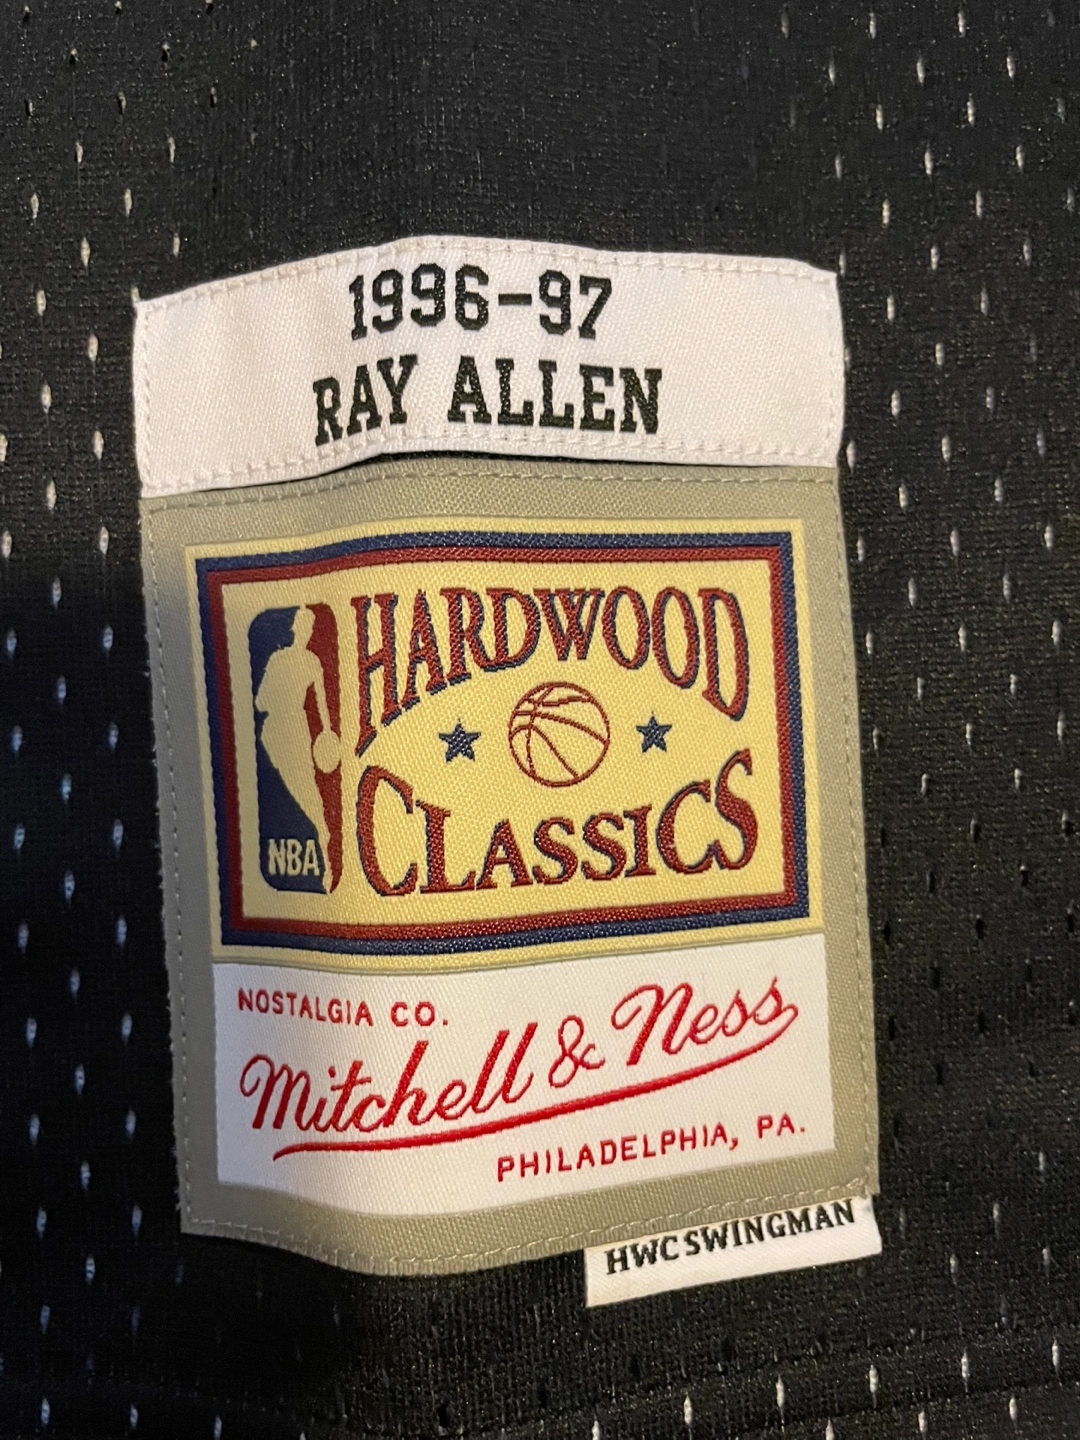 1996-97
RAY ALLEN
HARDWOOD
CLASSICS
NBA
NOSTALGIA CO.
Mitchell & Ness
PHILADELPHIA, PA.
HWC SWINGMAN